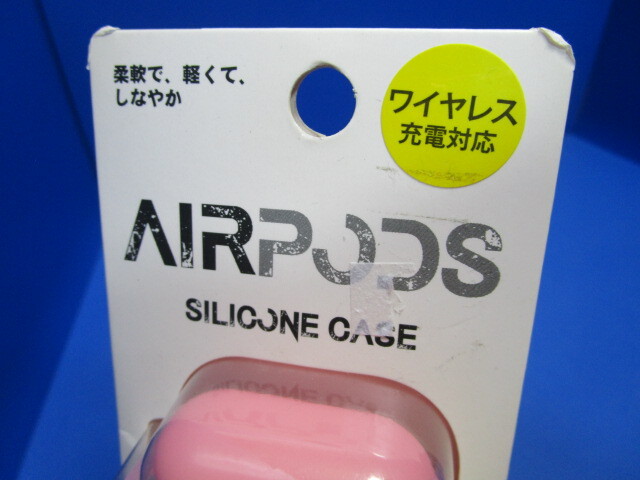 柔軟で、軽くて、
しなやか
ワイヤレス
充電対応
AIRPODS
SILICONE CASE